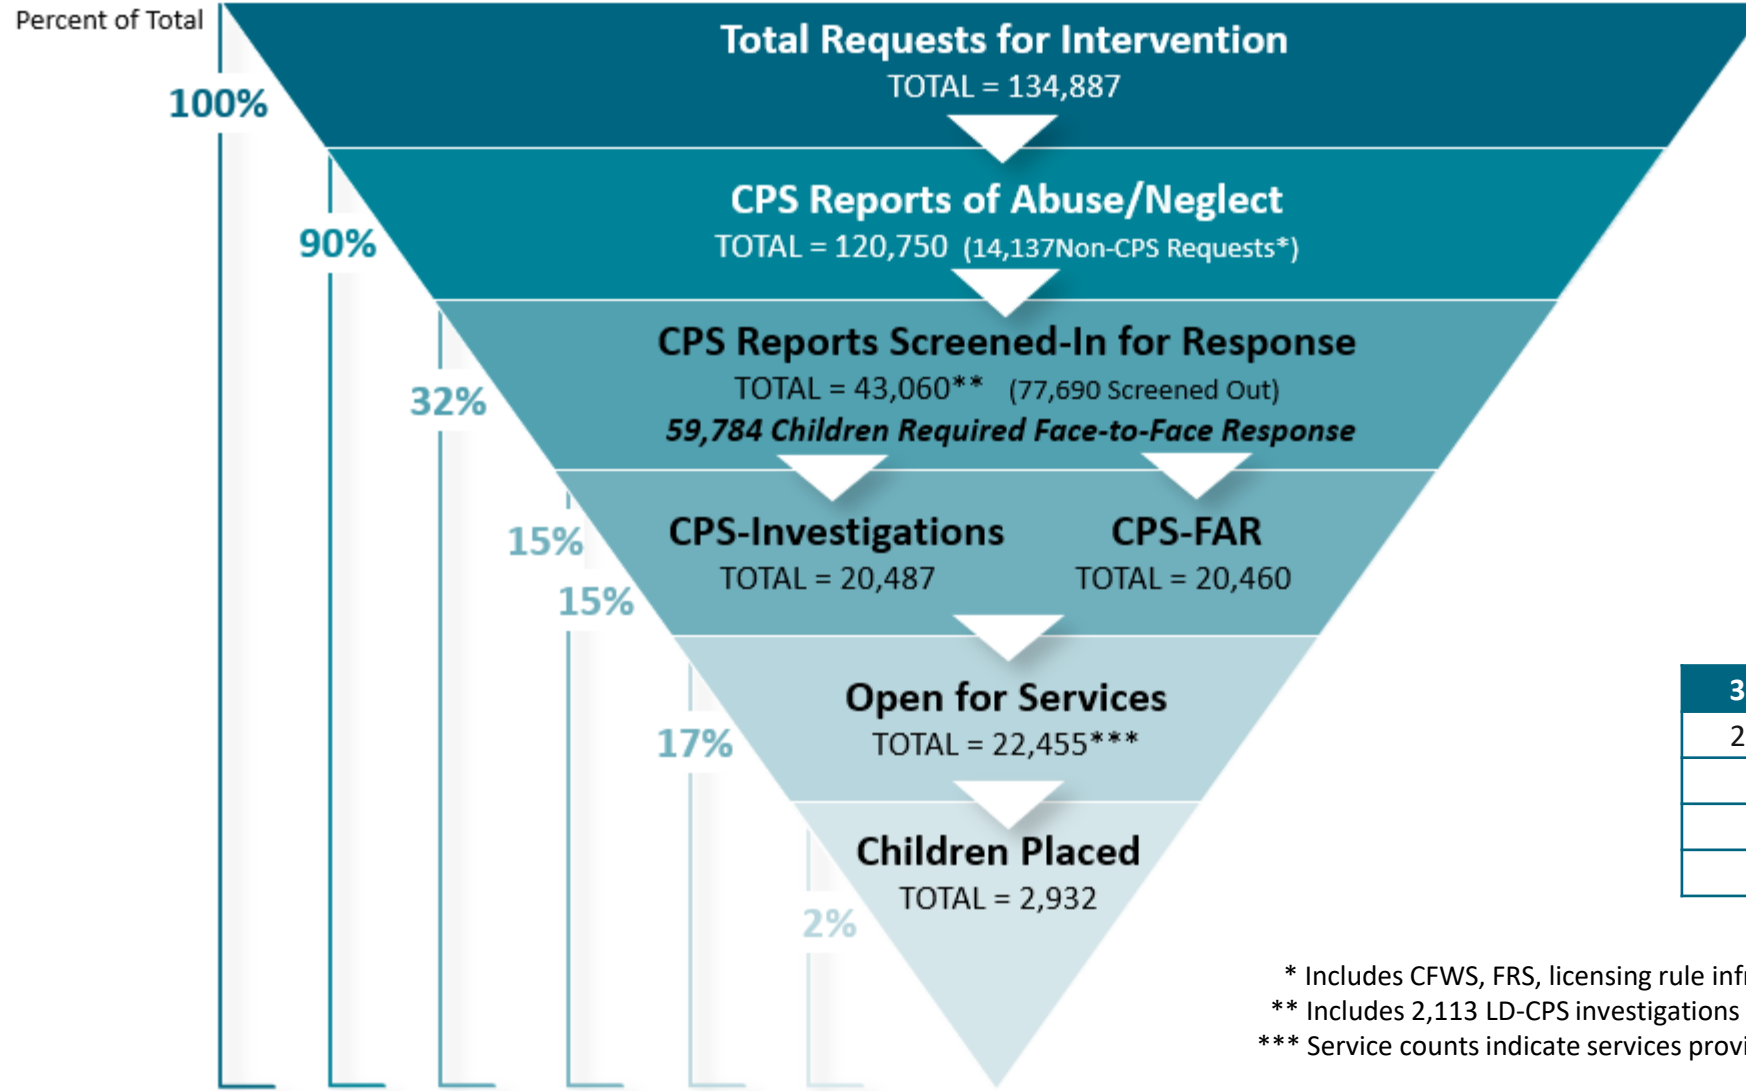 Percent of Total
Total Requests for Intervention
TOTAL = 134,887
100%
CPS Reports of Abuse/Neglect
TOTAL = 120,750 (14,137Non-CPS Requests*)
90%
CPS Reports Screened-In for Response
TOTAL = 43,060** (77,690 Screened Out)
59,784 Children Required Face-to-Face Response
32%
CPS-Investigations
TOTAL = 20,487
CPS-FAR
TOTAL = 20,460
15%
15%
Open for Services
TOTAL = 22,455***
17%
Children Placed
TOTAL = 2,932
2%
3
2
* Includes CFWS, FRS, licensing rule
** Includes 2,113 LD-CPS investigations
*** Service counts indicate services